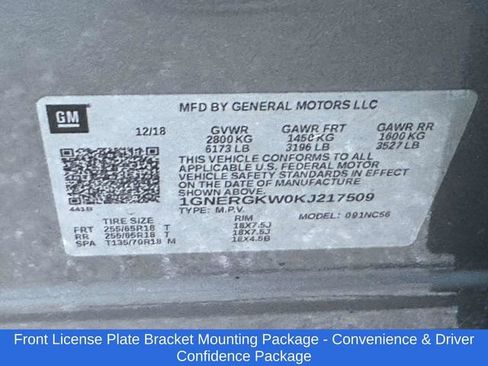 GM
MFD BY GENERAL MOTORS LLC
12/18 GVWR GAWR FRT GAWR RR
2800 KG 1450 KG 1600 KG
6173 LB 3196 LB 3527 LB
THIS VEHICLE CONFORMS TO ALL
APPLICABLE U.S. FEDERAL MOTOR
VEHICLE SAFETY STANDARDS IN EFFECT
ON THE DATE OF MANUFACTURE
SHOWN ABOVE.
1GNERGKW0KJ217509
TYPE: M.P.V. MODEL: 091NC56
441B
TIRE SIZE RIM
FRT 255/65R18 T 18X7.5J
RR 255/65R18 T 18X7.5J
SPA T135/70R18 M 18X4.5B
Front License Plate Bracket Mounting Package - Convenience & Driver
Confidence Package